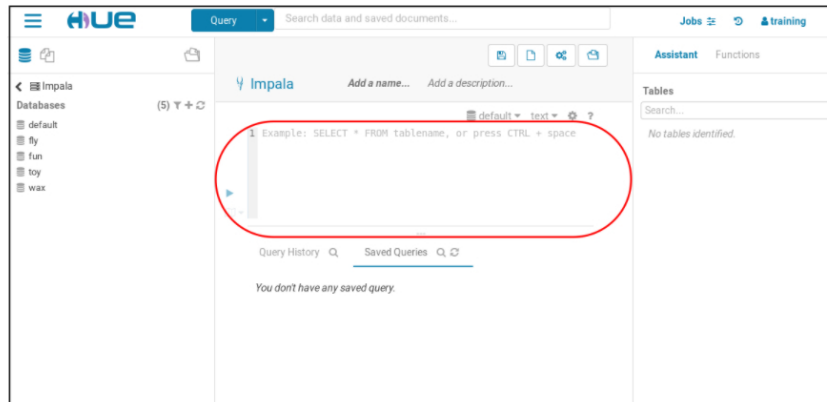 HUE
Query
Search data and saved documents...
Jobs
training
Impala
Databases
(5)
default
fly
fun
toy
wax
Impala
Add a name...
Add a description...
default
text
?
1
Example: SELECT * FROM tablename, or press CTRL + space
Query History
Saved Queries
You don't have any saved query.
Assistant
Functions
Tables
Search...
No tables identified.